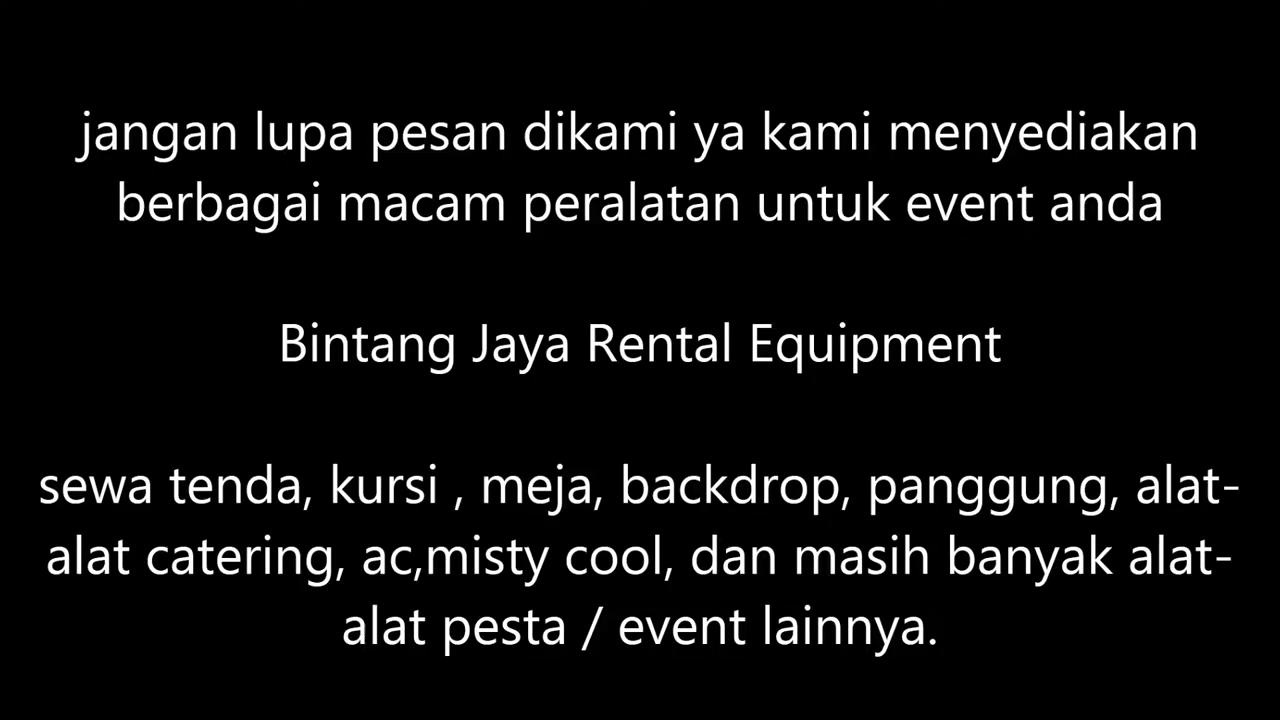 jangan lupa pesan dikami ya kami menyediakan
berbagai macam peralatan untuk event anda
Bintang Jaya Rental Equipment
sewa tenda, kursi , meja, backdrop, panggung, alat-
alat catering, ac,misty cool, dan masih banyak alat-
alat pesta / event lainnya.